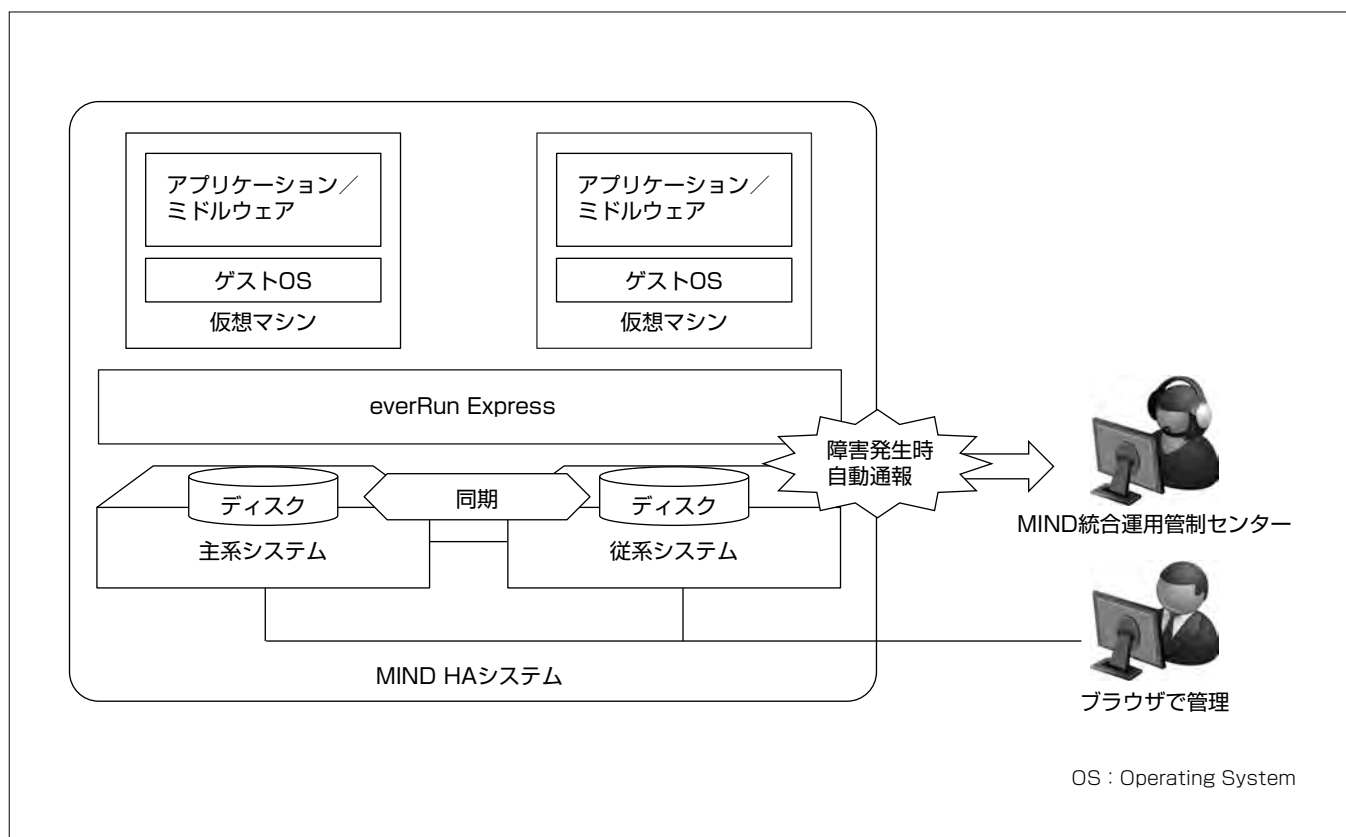 アプリケーション／
ミドルウェア
ゲストOS
仮想マシン
アプリケーション／
ミドルウェア
ゲストOS
仮想マシン
everRun Express
障害発生時
自動通報
MIND統合運用管制センター
ディスク
同期
ディスク
主系システム
従系システム
MIND HAシステム
ブラウザで管理
OS：Operating System